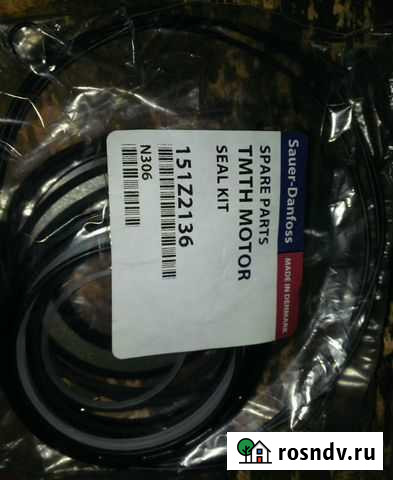 Sauer-Danfoss
MADE IN DENMARK
SPARE PARTS
TMTH MOTOR
SEAL KIT
151Z2136
N306
rosndv.ru